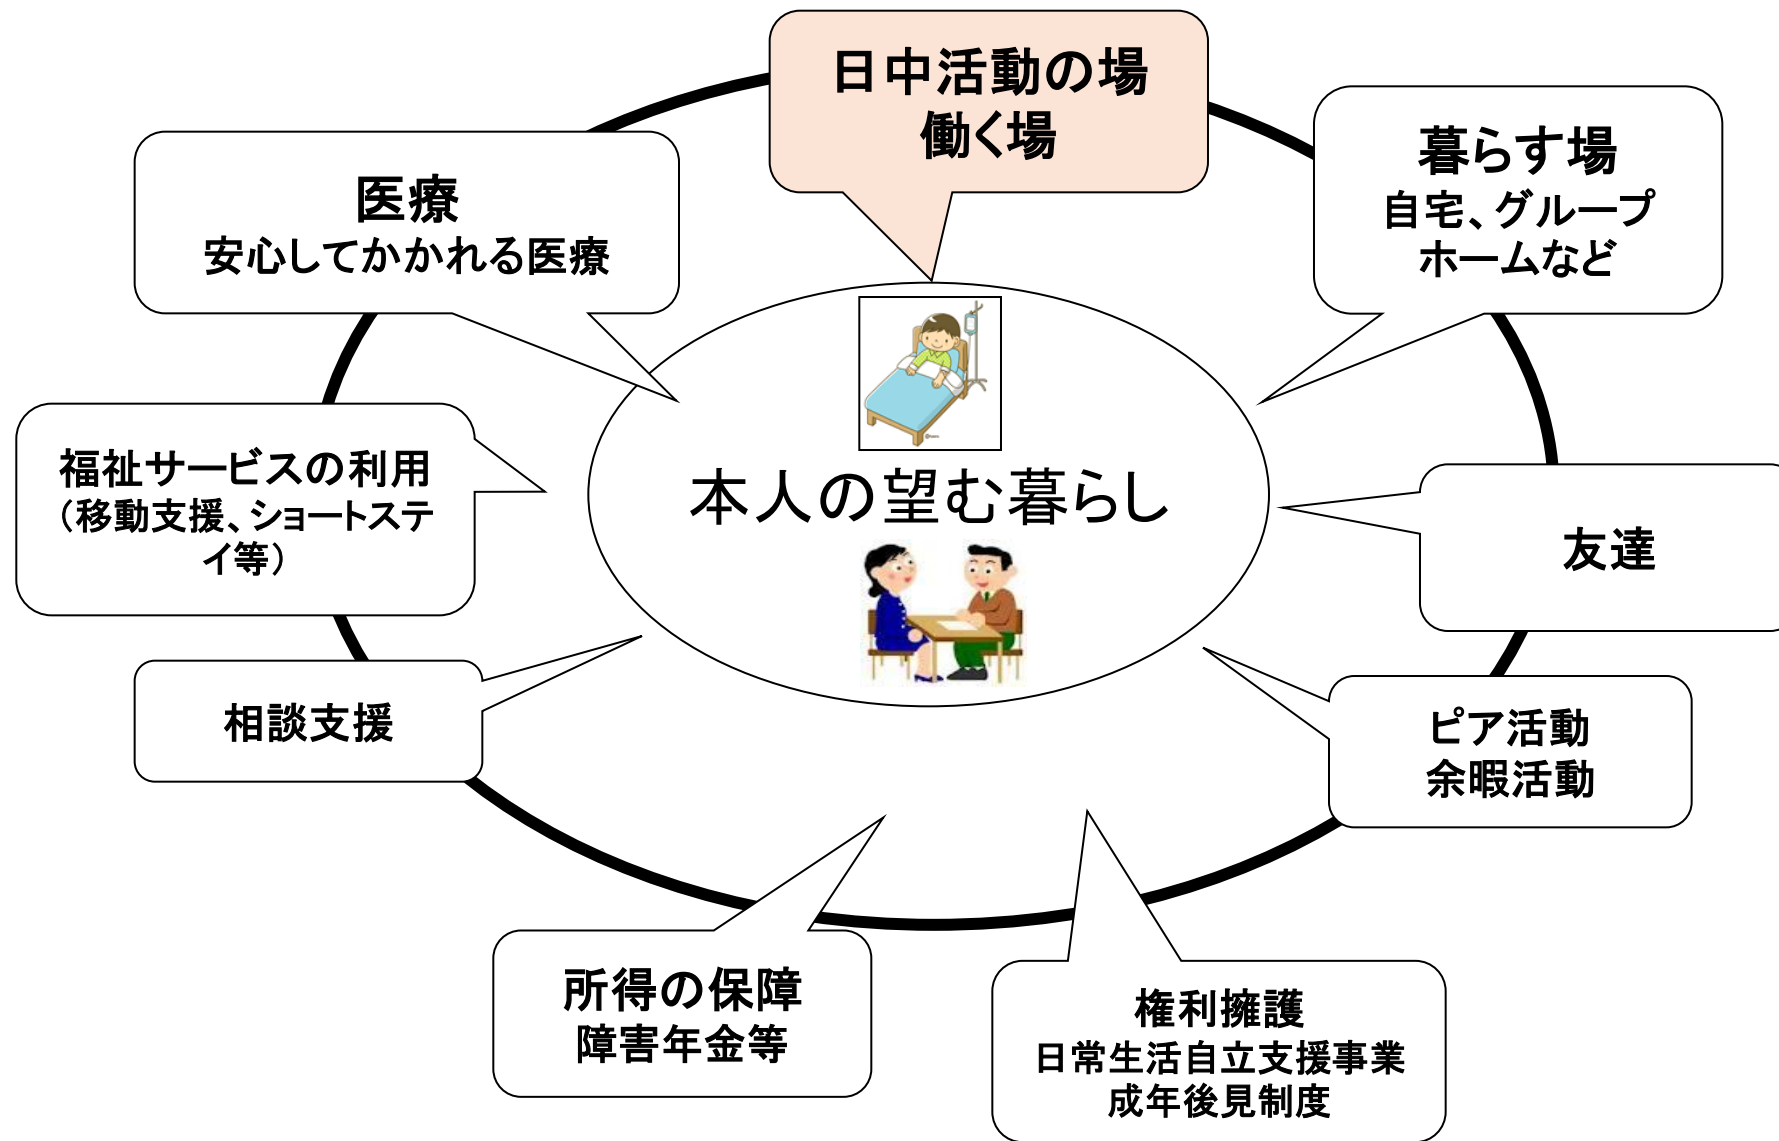 日中活動の場
働く場
医療
安心してかかれる医療
暮らす場
自宅、グループ
ホームなど
福祉サービスの利用
（移動支援、ショートステ
イ等）
本人の望む暮らし
友達
相談支援
ピア活動
余暇活動
所得の保障
障害年金等
権利擁護
日常生活自立支援事業
成年後見制度